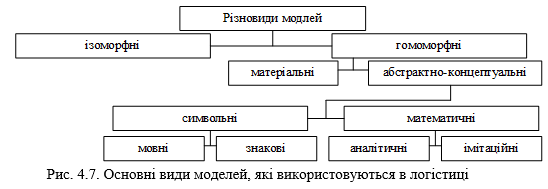 Різновиди модлей
ізоморфні
гомоморфні
матеріальні
абстрактно-концептуальні
символьні
математичні
мовні
знакові
аналітичні
імітаційні
Рис. 4.7. Основні види моделей, які використовуються в логістиці